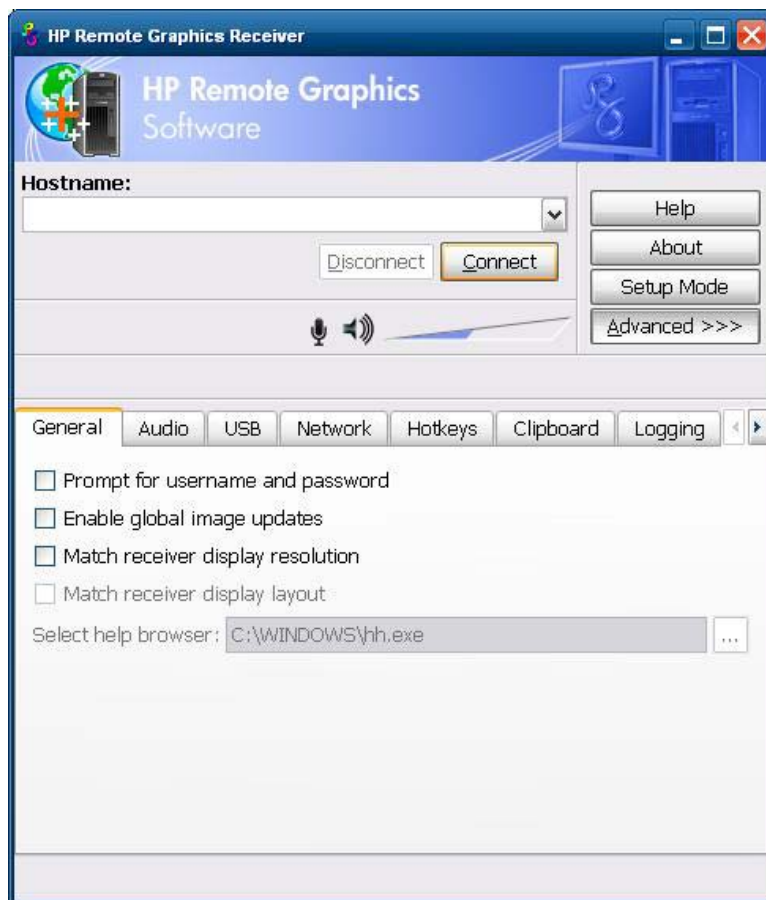 HP Remote Graphics Receiver
HP Remote Graphics
Software
Hostname:
Help
Disconnect Connect
About
Setup Mode
Advanced >>>
General Audio USB Network Hotkeys Clipboard Logging
Prompt for username and password
Enable global image updates
Match receiver display resolution
Match receiver display layout
Select help browser: C:\WINDOWS\hh.exe ...